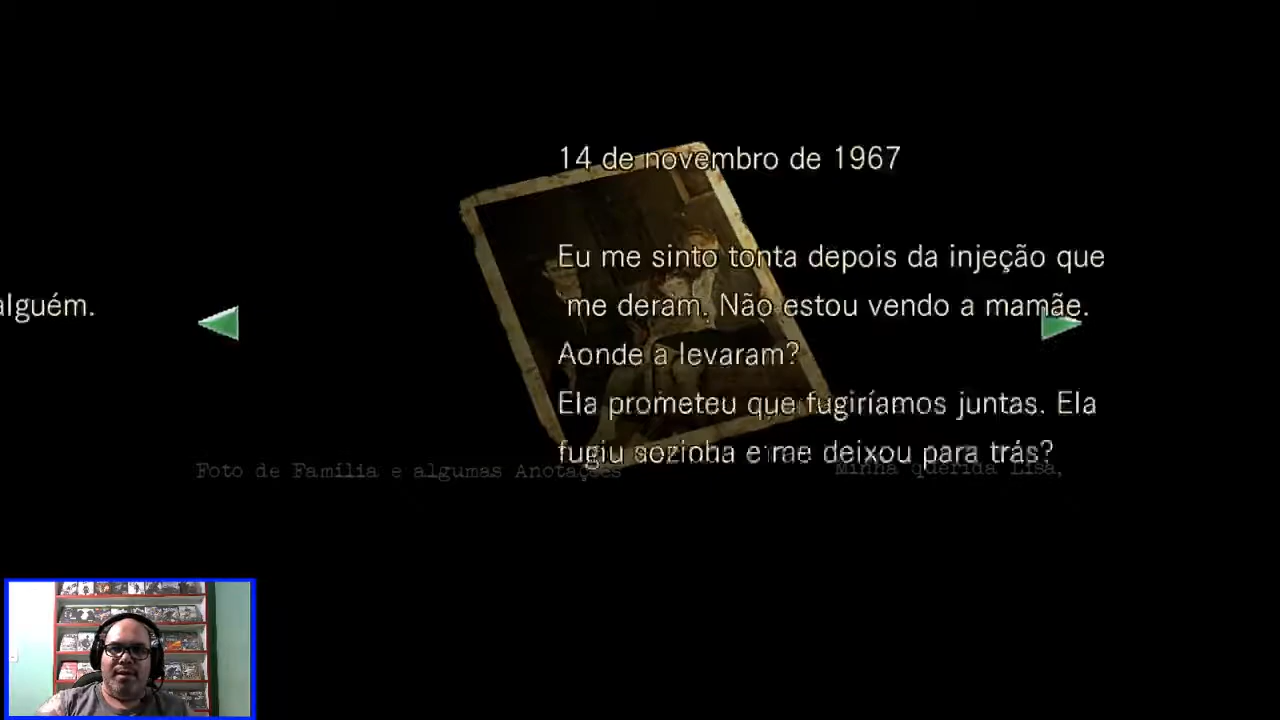 14 de novembro de 1967
Eu me sinto tonta depois da injeção que
alguém.
me deram. Não estou vendo a mamãe.
Aonde a levaram?
Ela prometeu que fugiríamos juntas. Ela
fugiu sozinha e me deixou para trás?
Foto de Família e algumas Anotações
Minha querida Lisa,